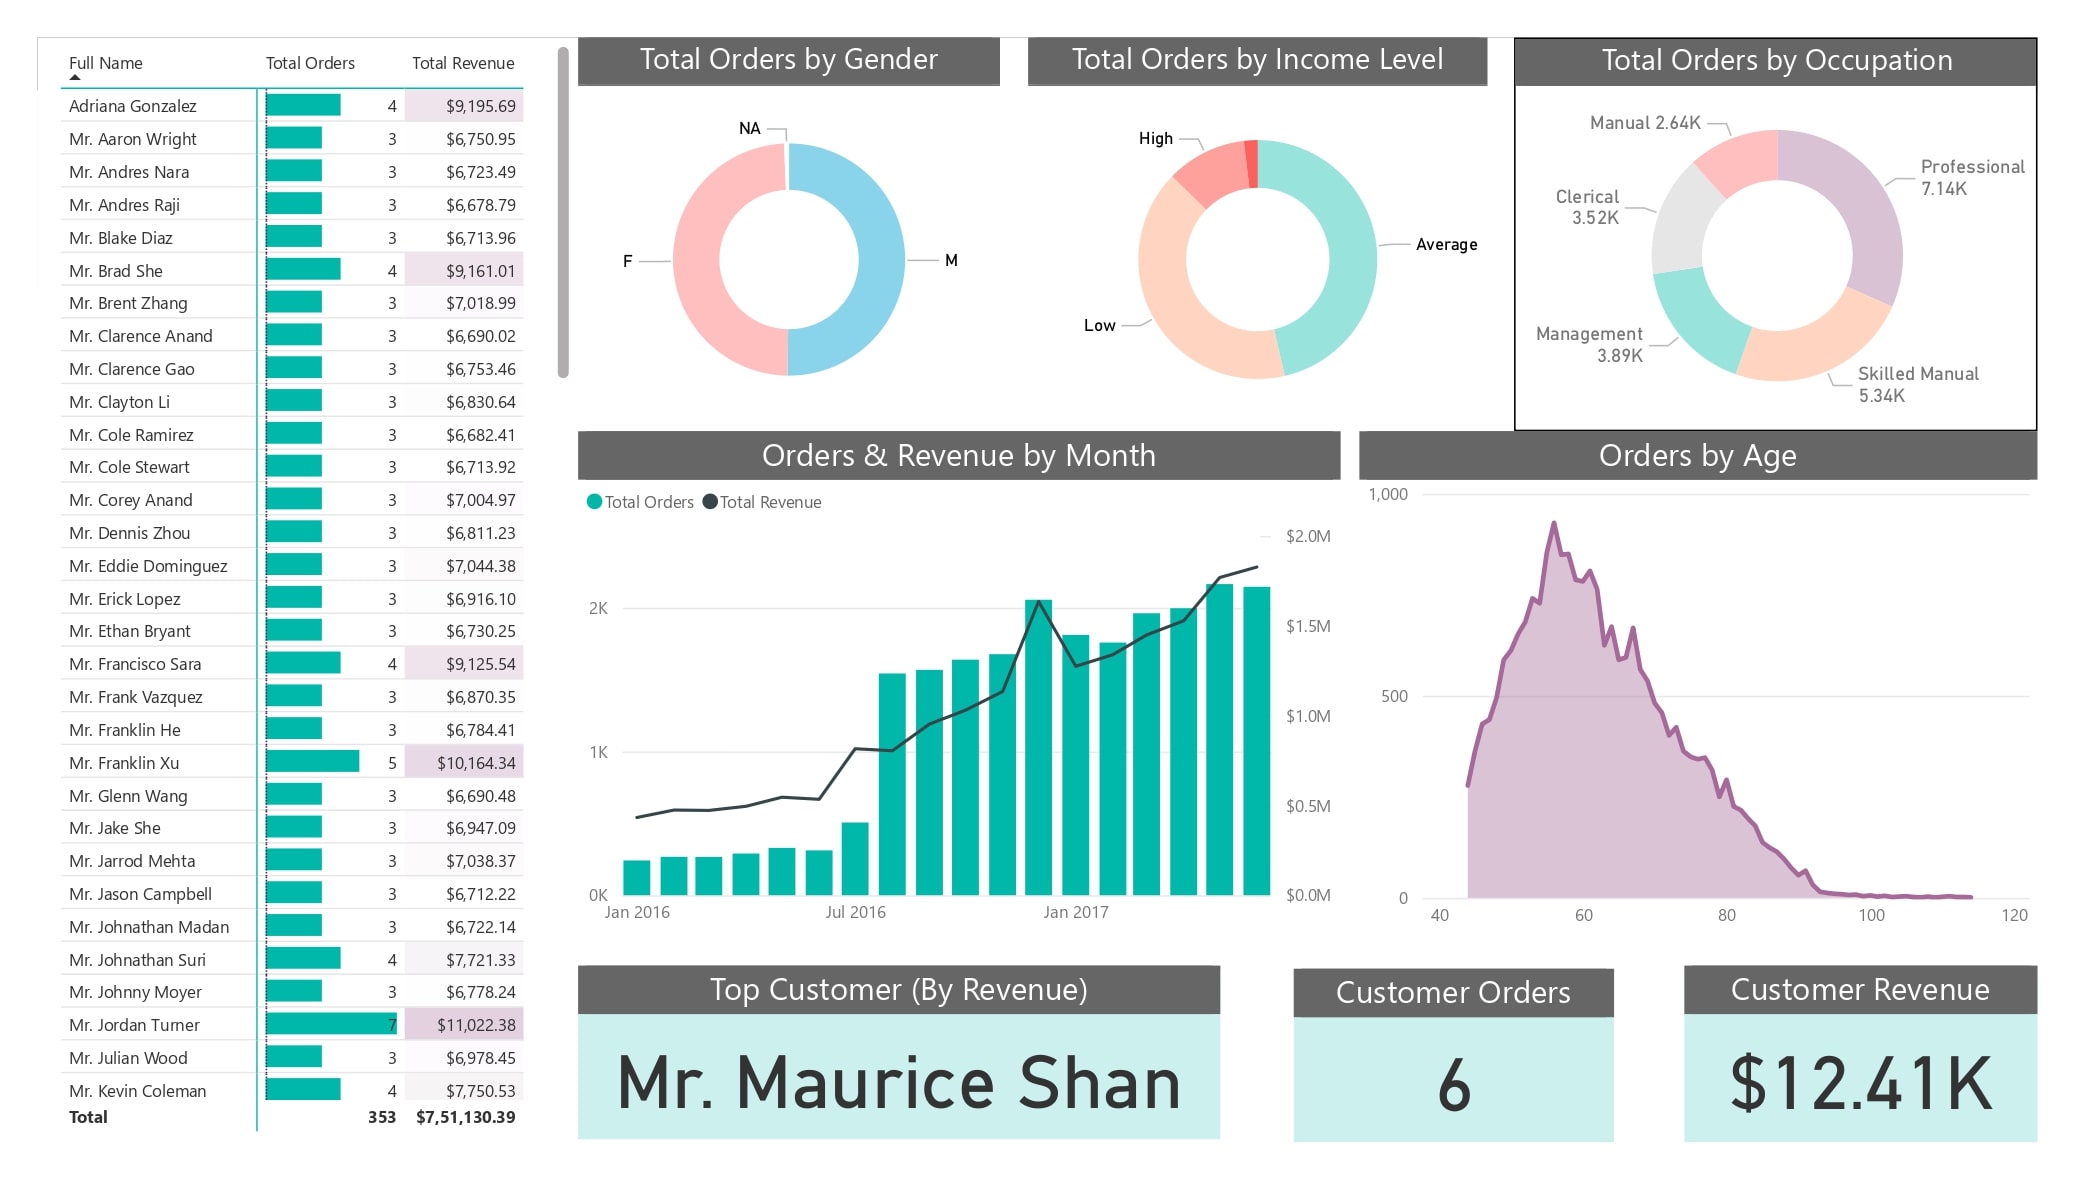 Full Name Total Orders Total Revenue
Adriana Gonzalez 4 $9,195.69
Mr. Aaron Wright 3 $6,750.95
Mr. Andres Nara 3 $6,723.49
Mr. Andres Raji 3 $6,678.79
Mr. Blake Diaz 3 $6,713.96
Mr. Brad She 4 $9,161.01
Mr. Brent Zhang 3 $7,018.99
Mr. Clarence Anand 3 $6,690.02
Mr. Clarence Gao 3 $6,753.46
Mr. Clayton Li 3 $6,830.64
Mr. Cole Ramirez 3 $6,682.41
Mr. Cole Stewart 3 $6,713.92
Mr. Corey Anand 3 $7,004.97
Mr. Dennis Zhou 3 $6,811.23
Mr. Eddie Dominguez 3 $7,044.38
Mr. Erick Lopez 3 $6,916.10
Mr. Ethan Bryant 3 $6,730.25
Mr. Francisco Sara 4 $9,125.54
Mr. Frank Vazquez 3 $6,870.35
Mr. Franklin He 3 $6,784.41
Mr. Franklin Xu 5 $10,164.34
Mr. Glenn Wang 3 $6,690.48
Mr. Jake She 3 $6,947.09
Mr. Jarrod Mehta 3 $7,038.37
Mr. Jason Campbell 3 $6,712.22
Mr. Johnathan Madan 3 $6,722.14
Mr. Johnathan Suri 4 $7,721.33
Mr. Johnny Moyer 3 $6,778.24
Mr. Jordan Turner 7 $11,022.38
Mr. Julian Wood 3 $6,978.45
Mr. Kevin Coleman 4 $7,750.53
Total 353 $7,51,130.39
Total Orders by Gender
NA
F
M
Total Orders by Income Level
High
Average
Low
Total Orders by Occupation
Manual 2.64K
Professional
7.14K
Clerical
3.52K
Management
3.89K
Skilled Manual
5.34K
Orders & Revenue by Month
Total Orders Total Revenue
$2.0M
2K
$1.5M
$1.0M
1K
$0.5M
0K
$0.0M
Jan 2016 Jul 2016 Jan 2017
Orders by Age
1,000
500
0
40 60 80 100 120
Top Customer (By Revenue)
Mr. Maurice Shan
Customer Orders
6
Customer Revenue
$12.41K